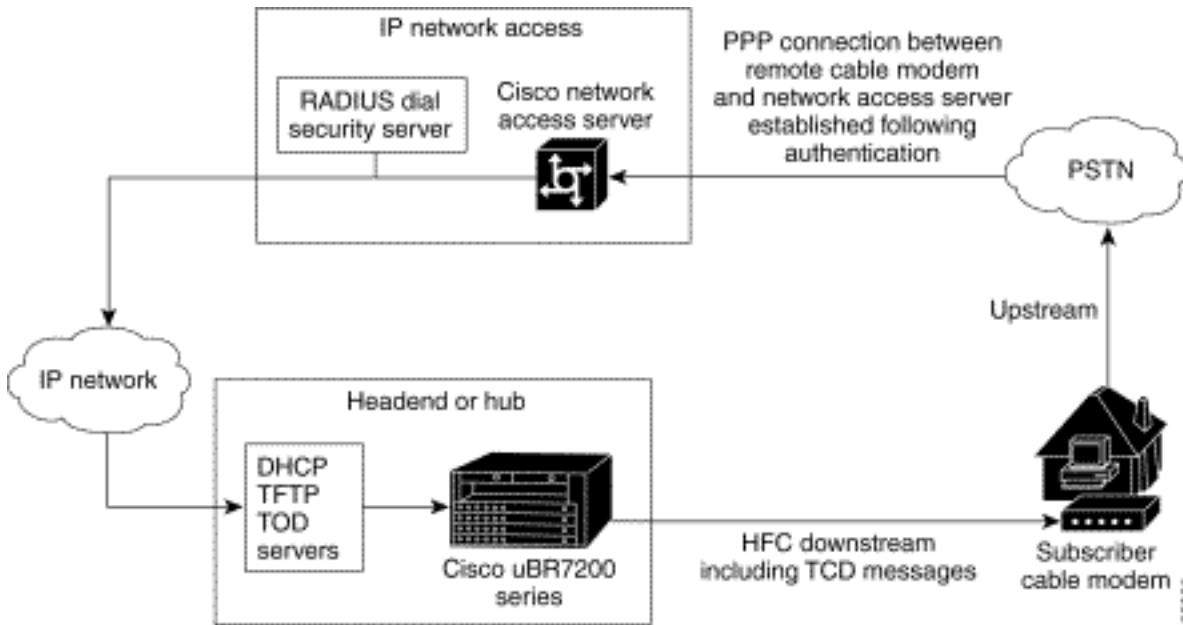 IP network access
RADIUS dial
security server
Cisco network
access server
PPP connection between
remote cable modem
and network access server
established following
authentication
PSTN
Upstream
IP network
Headend or hub
DHCP
TFTP
TOD
servers
Cisco uBR7200
series
HFC downstream
including TCD messages
Subscriber
cable modem